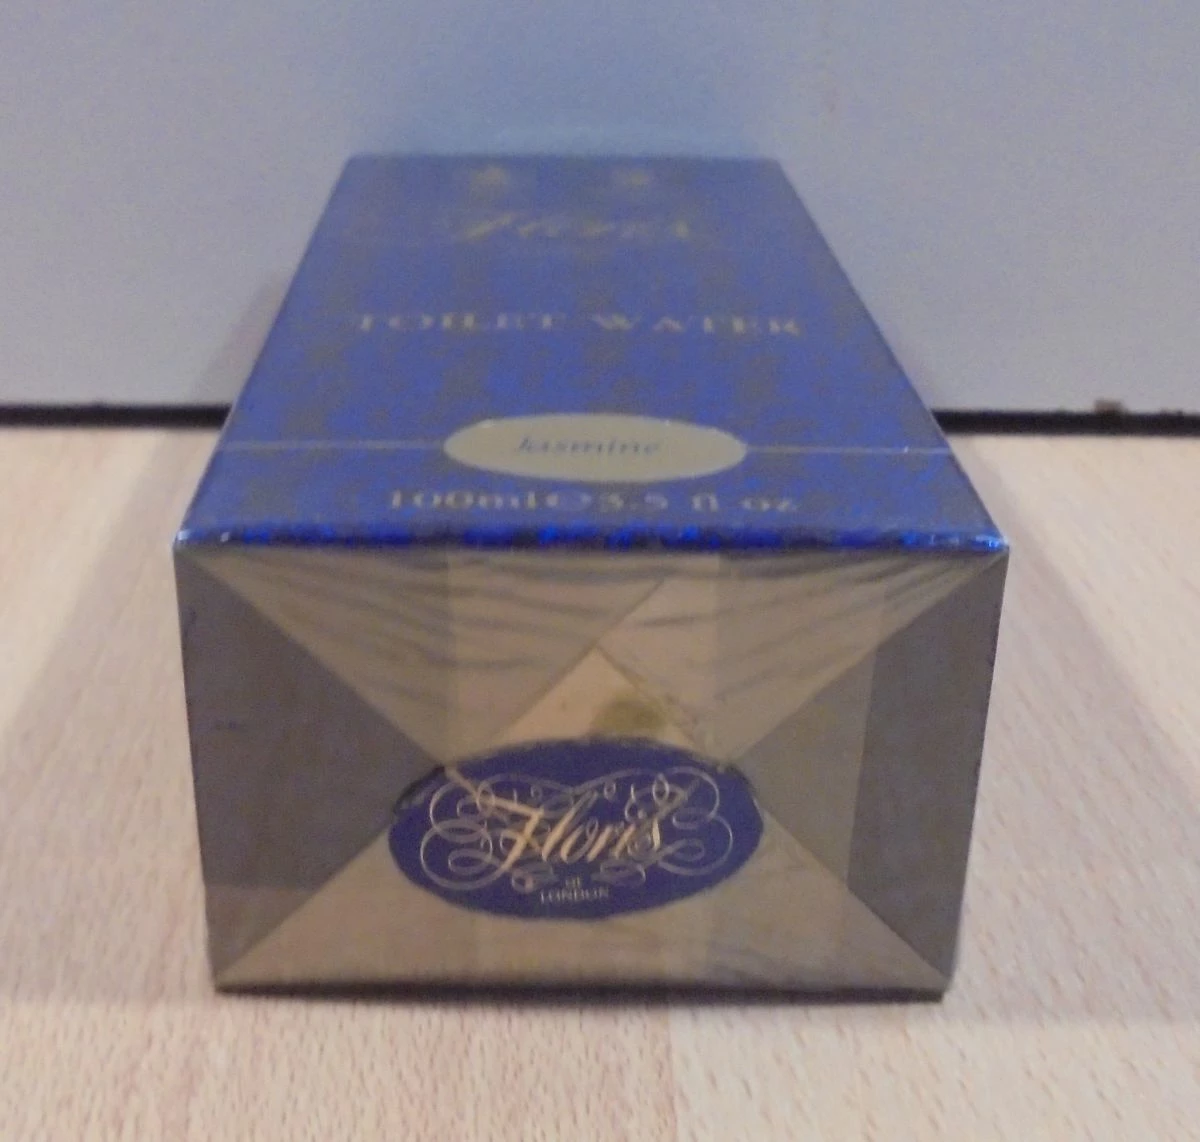 Floris
TOILET WATER
Jasmine
100ml℮3.5 fl oz
Floris
OF
LONDON